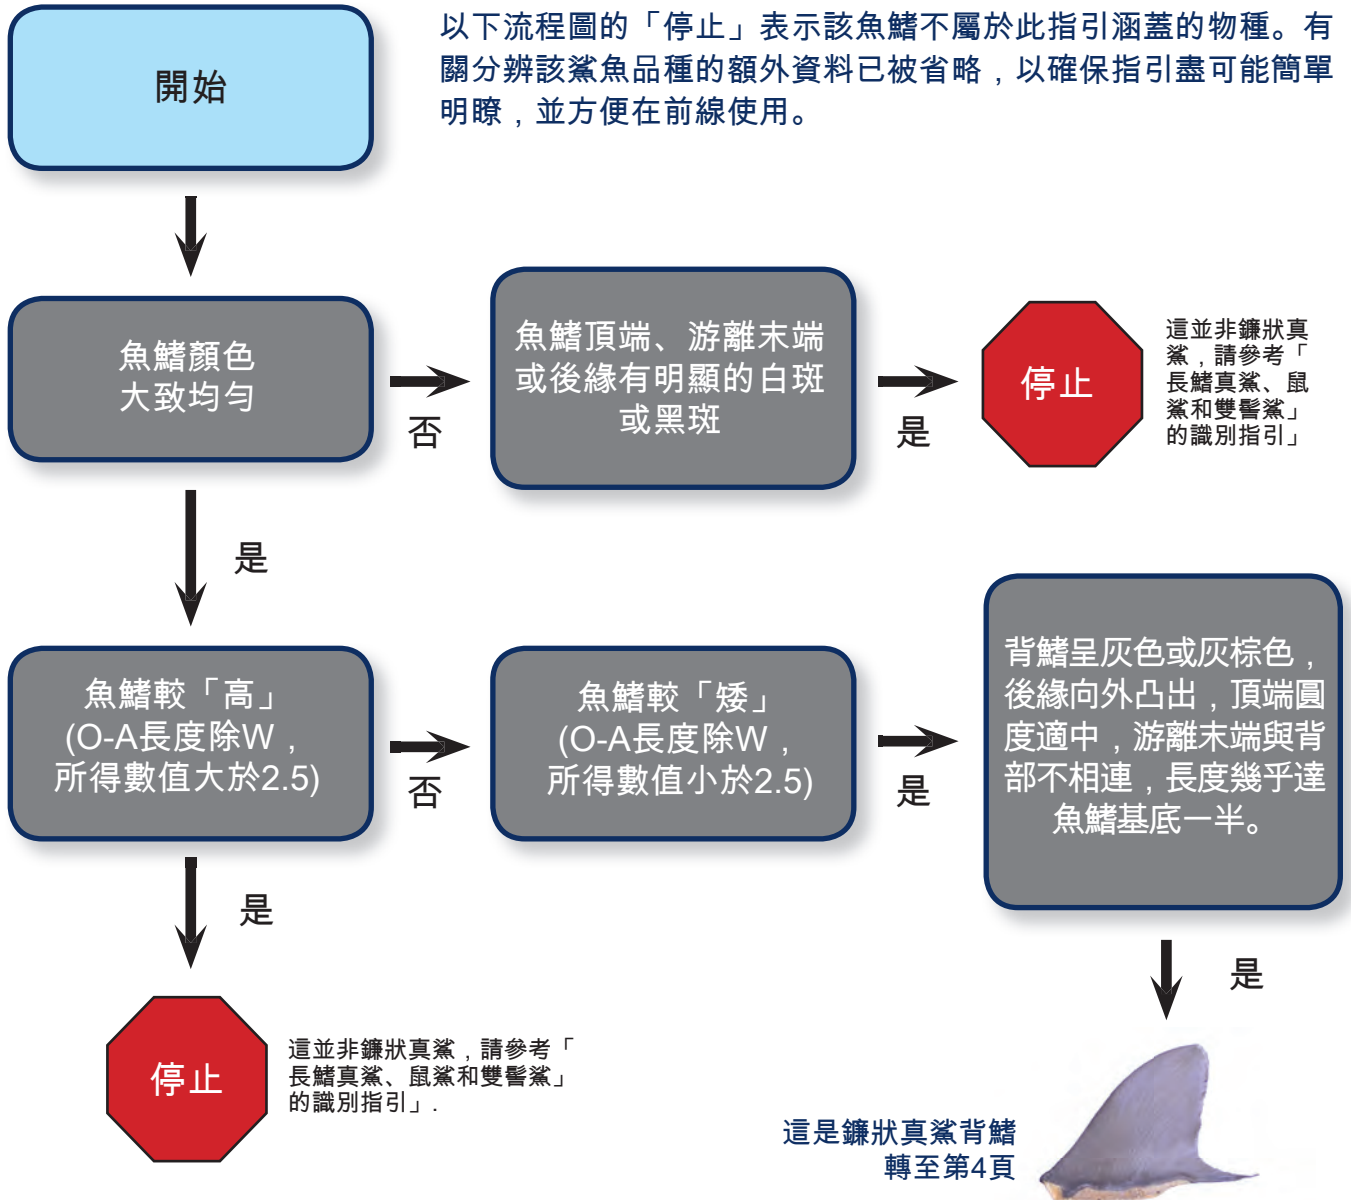 以下流程圖的「停止」表示該魚鰭不屬於此指引涵蓋的物種。有
關分辨該鯊魚品種的額外資料已被省略，以確保指引盡可能簡單
明瞭，並方便在前線使用。
開始
魚鰭顏色
大致均勻
否
魚鰭頂端、游離末端
或後緣有明顯的白斑
或黑斑
是
停止
這並非鐮狀真
鯊，請參考「
長鰭真鯊、鼠
鯊和雙髻鯊」
的識別指引」
是
魚鰭較「高」
(O-A長度除W，
所得數值大於2.5)
否
魚鰭較「矮」
(O-A長度除W，
所得數值小於2.5)
是
背鰭呈灰色或灰棕色，
後緣向外凸出，頂端圓
度適中，游離末端與背
部不相連，長度幾乎達
魚鰭基底一半。
是
是
停止
這並非鐮狀真鯊，請參考「
長鰭真鯊、鼠鯊和雙髻鯊」
的識別指引」.
這是鐮狀真鯊背鰭
轉至第4頁